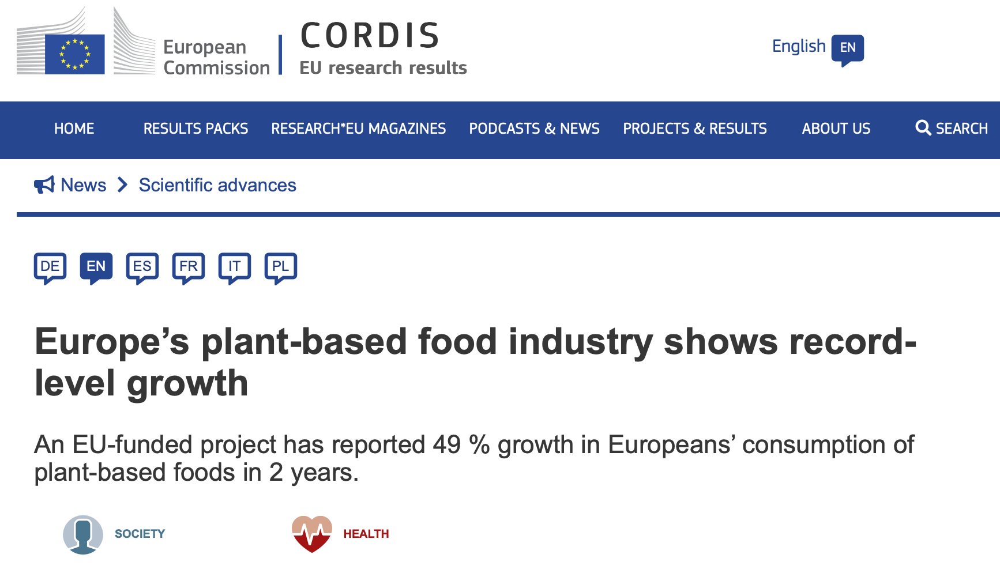 European
Commission
CORDIS
EU research results
English EN
HOME RESULTS PACKS RESEARCH*EU MAGAZINES PODCASTS & NEWS PROJECTS & RESULTS ABOUT US SEARCH
News Scientific advances
DE EN ES FR IT PL
Europe’s plant-based food industry shows record-
level growth
An EU-funded project has reported 49 % growth in Europeans’ consumption of
plant-based foods in 2 years.
SOCIETY HEALTH